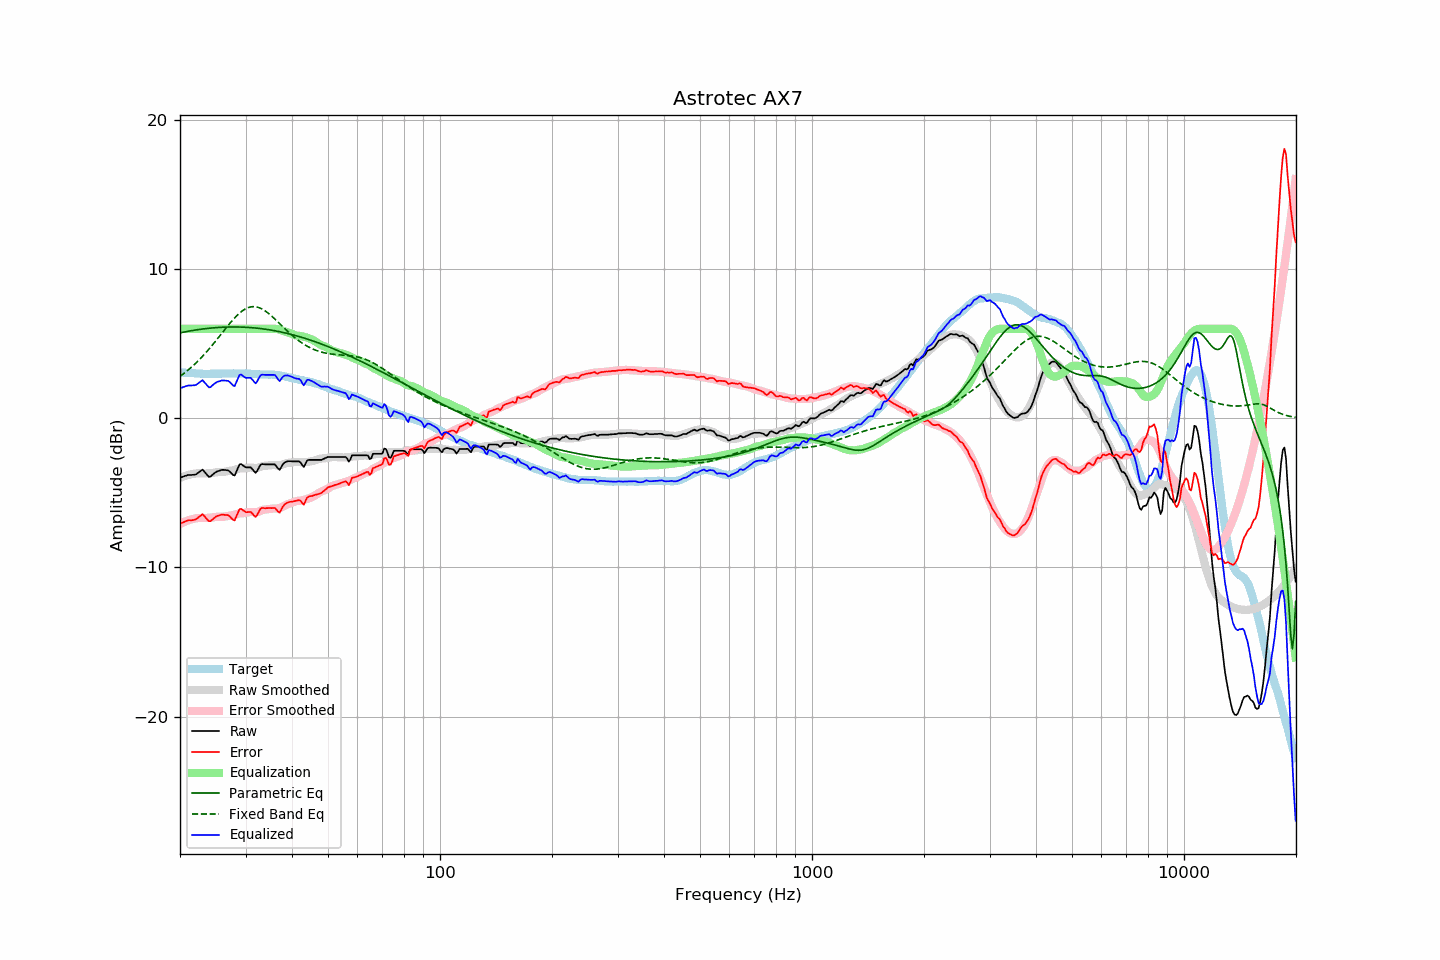 Astrotec AX7
20
10
0
−10
−20
Amplitude (dBr)
Target
Raw Smoothed
Error Smoothed
Raw
Error
Equalization
Parametric Eq
Fixed Band Eq
Equalized
100
1000
10000
Frequency (Hz)